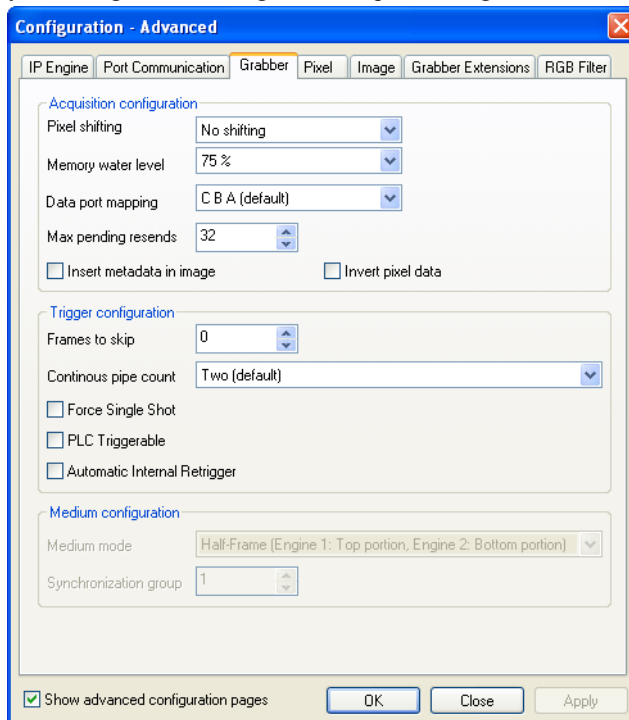 Configuration - Advanced
IP Engine Port Communication Grabber Pixel Image Grabber Extensions RGB Filter
Acquisition configuration
Pixel shifting No shifting
Memory water level 75 %
Data port mapping C B A (default)
Max pending resends 32
Insert metadata in image Invert pixel data
Trigger configuration
Frames to skip 0
Continous pipe count Two (default)
Force Single Shot
PLC Triggerable
Automatic Internal Retrigger
Medium configuration
Medium mode Half-Frame (Engine 1: Top portion, Engine 2: Bottom portion)
Synchronization group 1
Show advanced configuration pages OK Close Apply